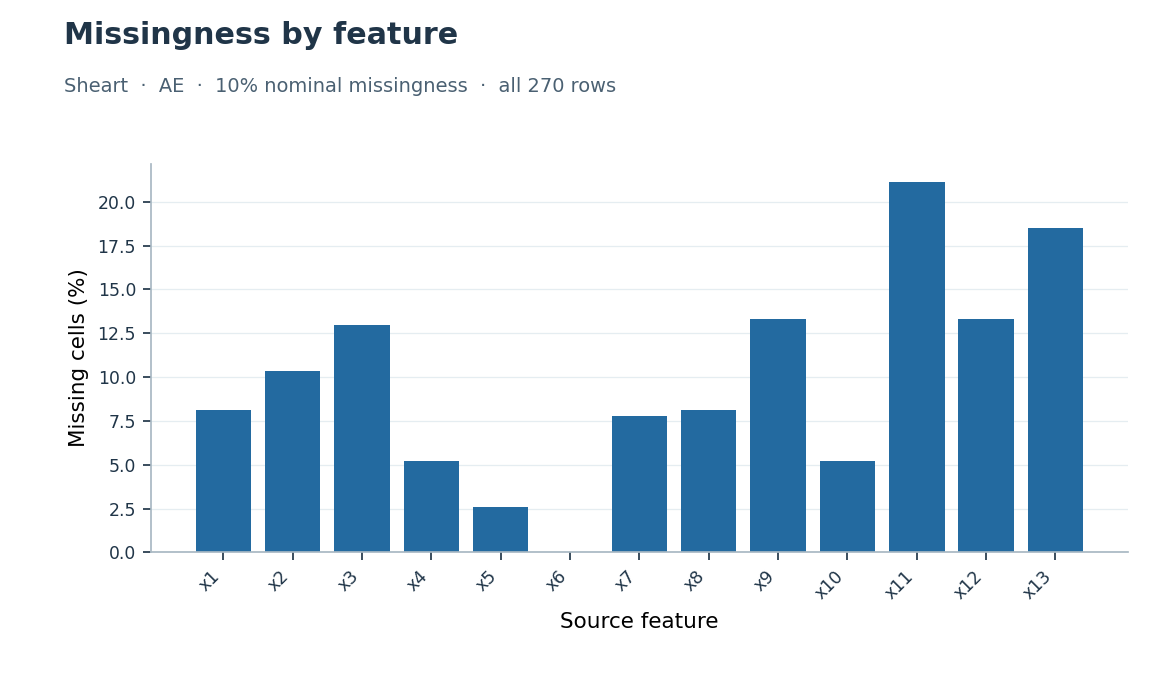 Missingness by feature
Sheart · AE · 10% nominal missingness · all 270 rows
Missing cells (%)
20.0
17.5
15.0
12.5
10.0
7.5
5.0
2.5
0.0
x1 x2 x3 x4 x5 x6 x7 x8 x9 x10 x11 x12 x13
Source feature